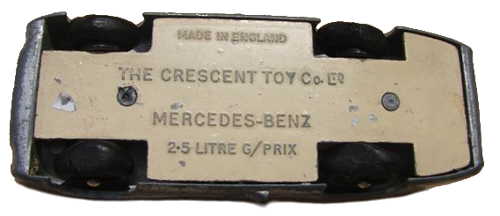 MADE IN ENGLAND
THE CRESCENT TOY Co. LTD
MERCEDES-BENZ
2·5 LITRE G/PRIX